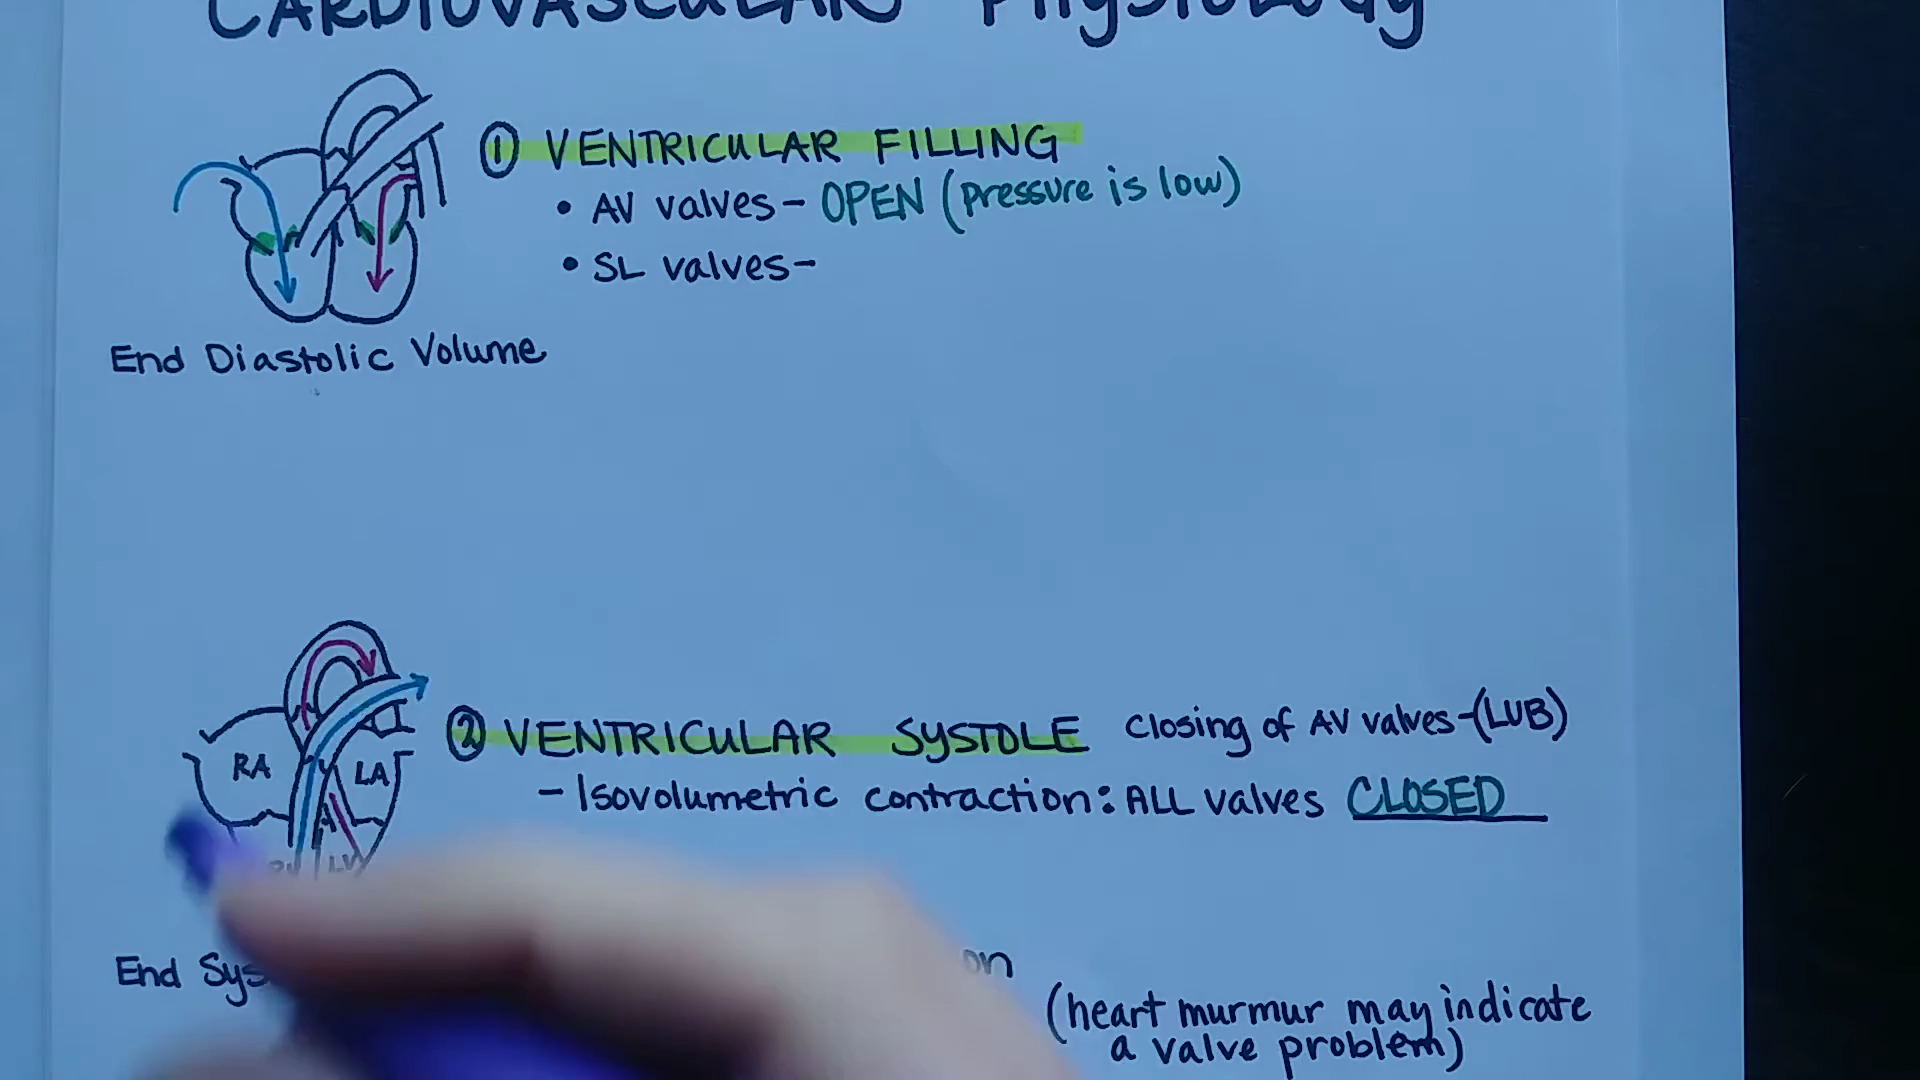 CARDIOVASCULAR Physiology
① VENTRICULAR FILLING
• AV valves- OPEN (pressure is low)
• SL valves-
End Diastolic Volume
② VENTRICULAR SYSTOLE Closing of AV valves-(LUB)
RA LA
- Isovolumetric contraction: ALL valves CLOSED
LV
End
(heart murmur may indicate
a valve problem)